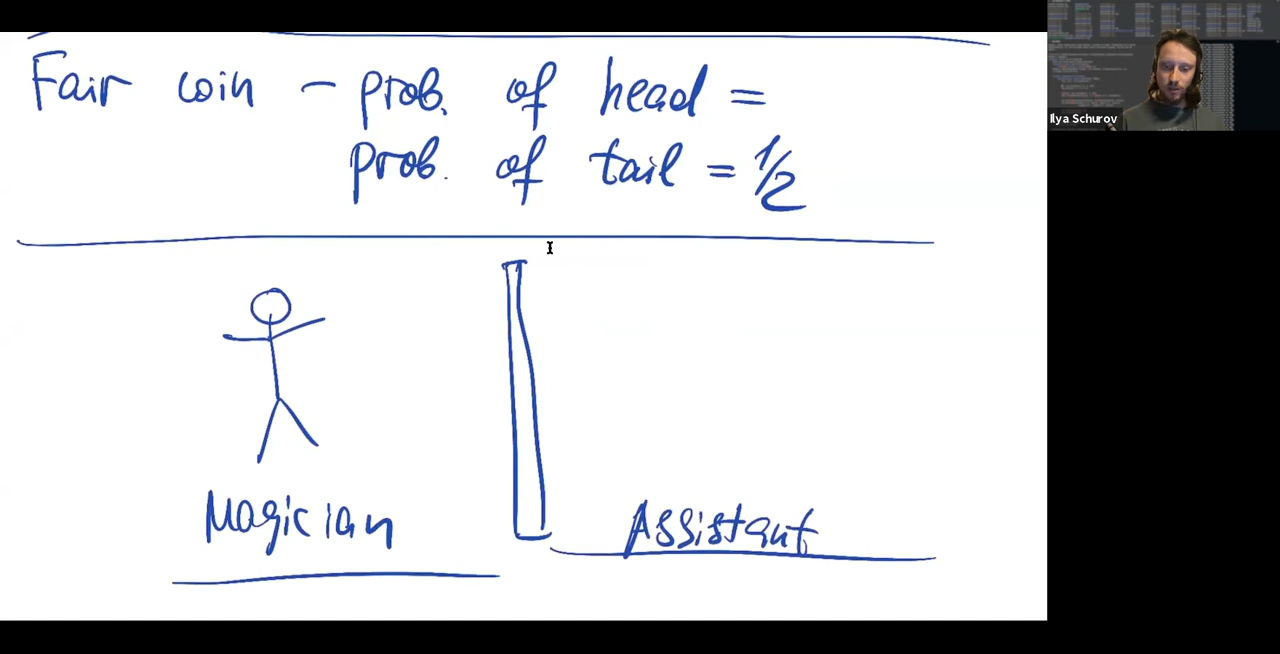 Fair coin - prob. of head =
prob. of tail = 1/2
Magician
Assistant
Ilya Schurov